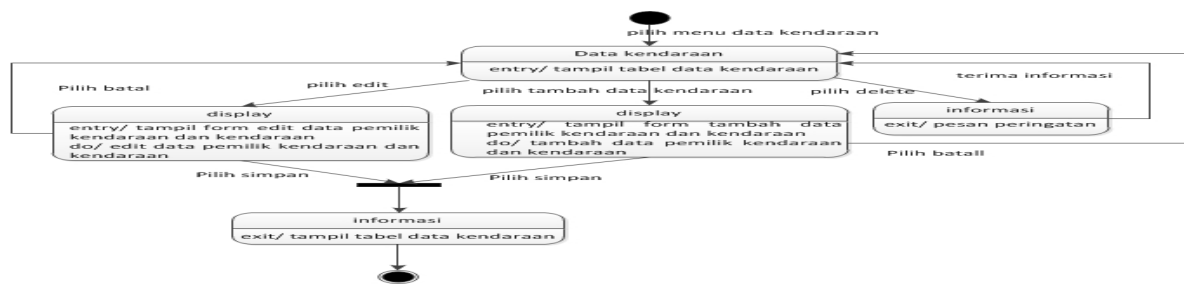 pilih menu data kendaraan
Data kendaraan
entry/ tampil tabel data kendaraan
Pilih batal
pilih edit
pilih tambah data kendaraan
pilih delete
terima informasi
display
entry/ tampil form edit data pemilik
kendaraan dan kendaraan
do/ edit data pemilik kendaraan dan
kendaraan
display
entry/ tampil form tambah data
pemilik kendaraan dan kendaraan
do/ tambah data pemilik kendaraan
dan kendaraan
informasi
exit/ pesan peringatan
Pilih batall
Pilih simpan
Pilih simpan
informasi
exit/ tampil tabel data kendaraan